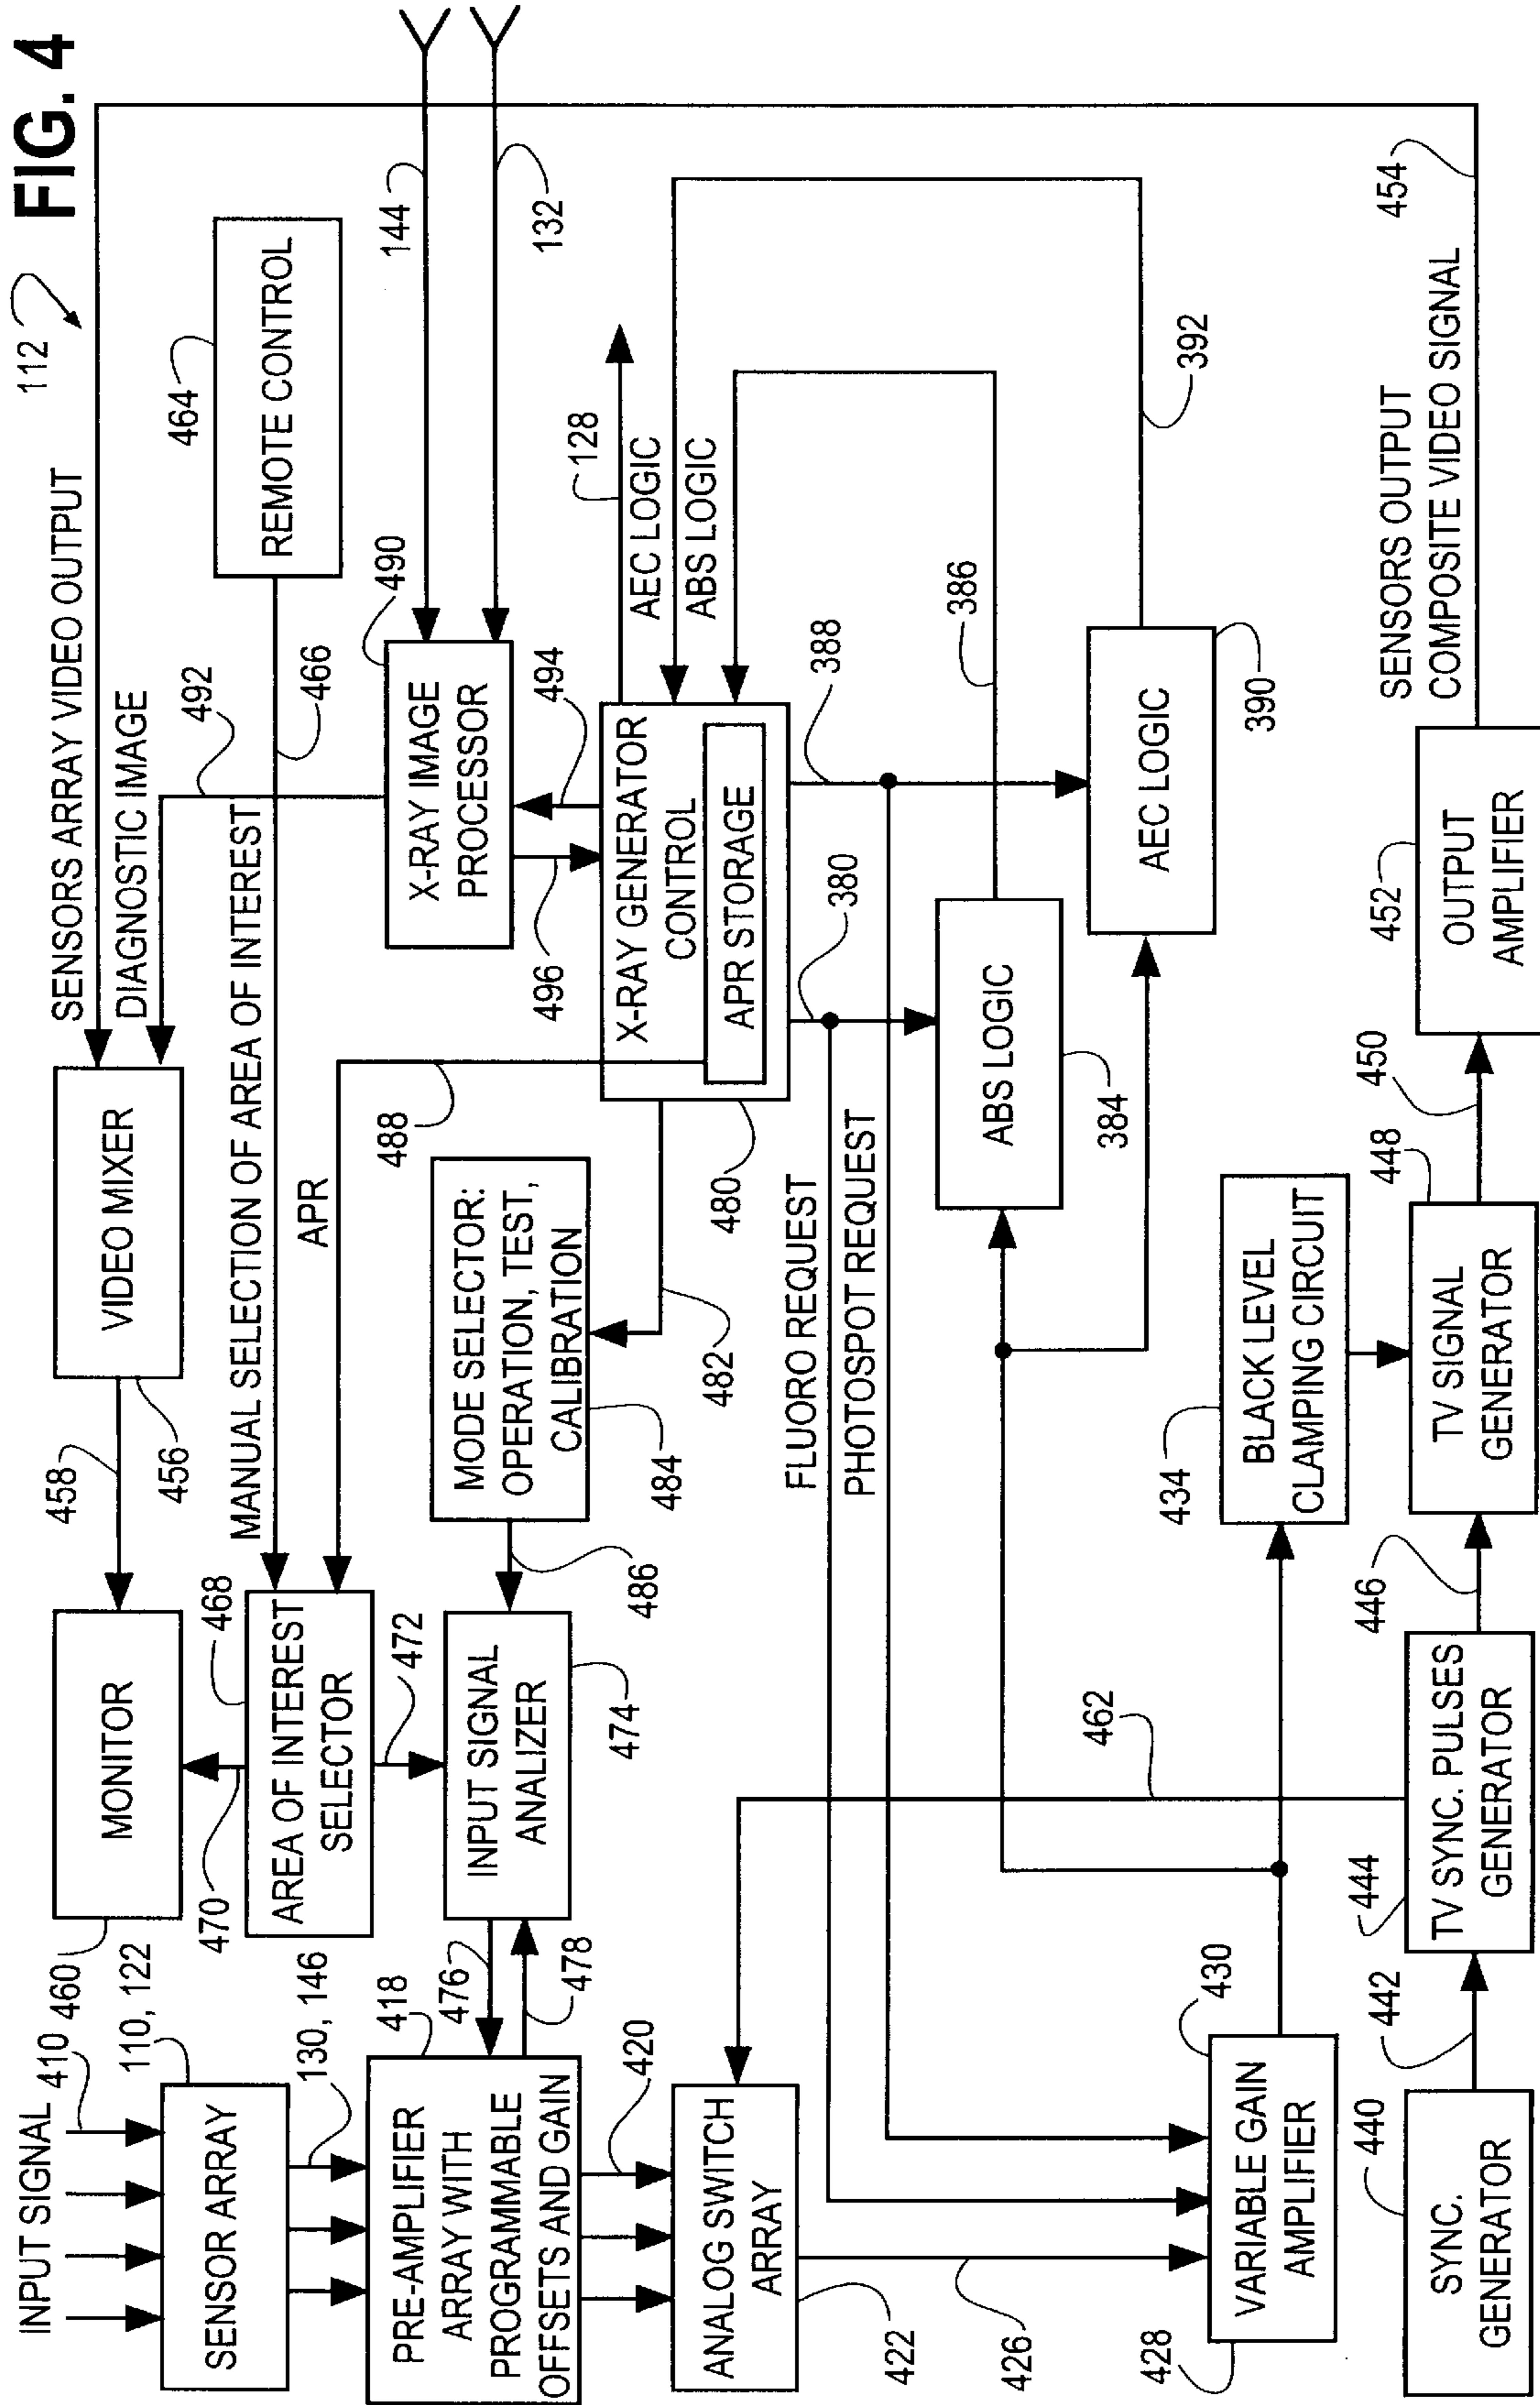 FIG. 4
112
INPUT SIGNAL
410
460
110, 122
SENSOR ARRAY
130, 146
418
PRE-AMPLIFIER
ARRAY WITH
PROGRAMMABLE
OFFSETS AND GAIN
476
478
420
ANALOG SWITCH
ARRAY
422
426
428
VARIABLE GAIN
AMPLIFIER
430
440
SYNC.
GENERATOR
442
MONITOR
458
456
VIDEO MIXER
SENSORS ARRAY VIDEO OUTPUT
DIAGNOSTIC IMAGE
492
470
468
AREA OF INTEREST
SELECTOR
472
MANUAL SELECTION OF AREA OF INTEREST
466
464
REMOTE CONTROL
APR
488
INPUT SIGNAL
ANALIZER
474
486
MODE SELECTOR:
OPERATION, TEST,
CALIBRATION
484
482
490
X-RAY IMAGE
PROCESSOR
144
132
496
494
X-RAY GENERATOR
CONTROL
APR STORAGE
480
128
AEC LOGIC
ABS LOGIC
FLUORO REQUEST
PHOTOSPOT REQUEST
380
388
ABS LOGIC
384
386
AEC LOGIC
390
392
462
434
BLACK LEVEL
CLAMPING CIRCUIT
444
TV SYNC. PULSES
GENERATOR
446
TV SIGNAL
GENERATOR
448
450
452
OUTPUT
AMPLIFIER
SENSORS OUTPUT
COMPOSITE VIDEO SIGNAL
454